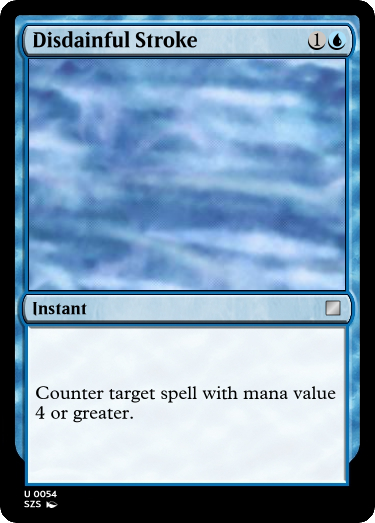 Disdainful Stroke 1
Instant
Counter target spell with mana value
4 or greater.
U 0054
SZS